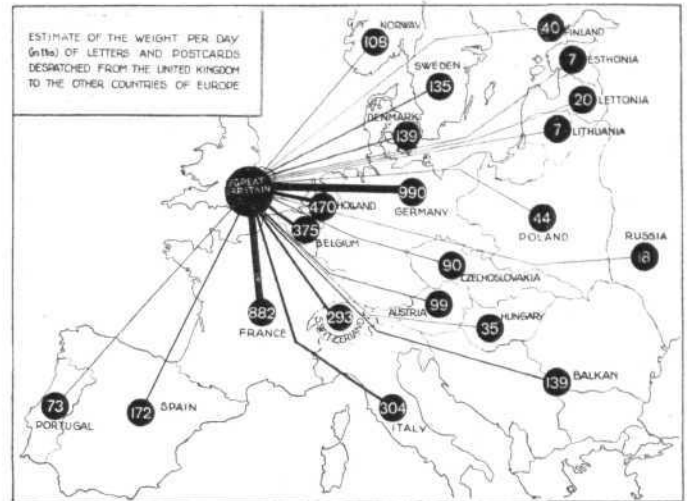 ESTIMATE OF THE WEIGHT PER DAY
(in lbs) OF LETTERS AND POSTCARDS
DESPATCHED FROM THE UNITED KINGDOM
TO THE OTHER COUNTRIES OF EUROPE
NORWAY
108
40
FINLAND
7
ESTHONIA
SWEDEN
135
20
LETTONIA
DENMARK
139
7
LITHUANIA
GREAT
BRITAIN
990
GERMANY
470
HOLLAND
375
BELGIUM
44
POLAND
RUSSIA
18
90
CZECHOSLOVAKIA
99
AUSTRIA
882
FRANCE
293
SWITZERLAND
35
HUNGARY
139
BALKAN
73
PORTUGAL
172
SPAIN
304
ITALY